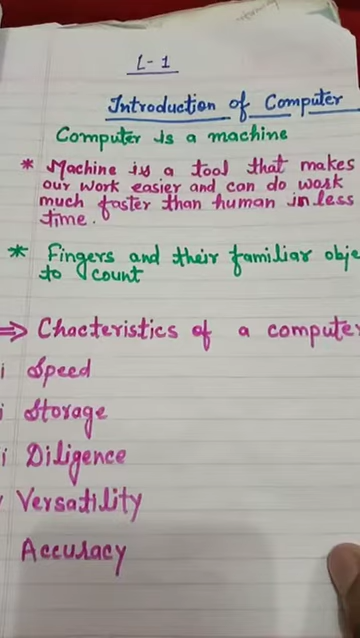 L-1
Introduction of Computer
Computer is a machine
* Machine is a tool that makes
our work easier and can do work
much faster than human in less
time.
* Fingers and their familiar obje
to count
⇒ Chacteristics of a computer
i Speed
i Storage
i Diligence
Versatility
Accuracy